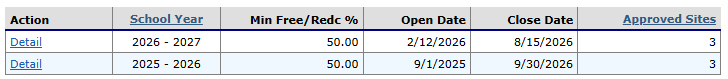 Action School Year Min Free/Redc % Open Date Close Date Approved Sites
Detail 2026 - 2027 50.00 2/12/2026 8/15/2026 3
Detail 2025 - 2026 50.00 9/1/2025 9/30/2026 3